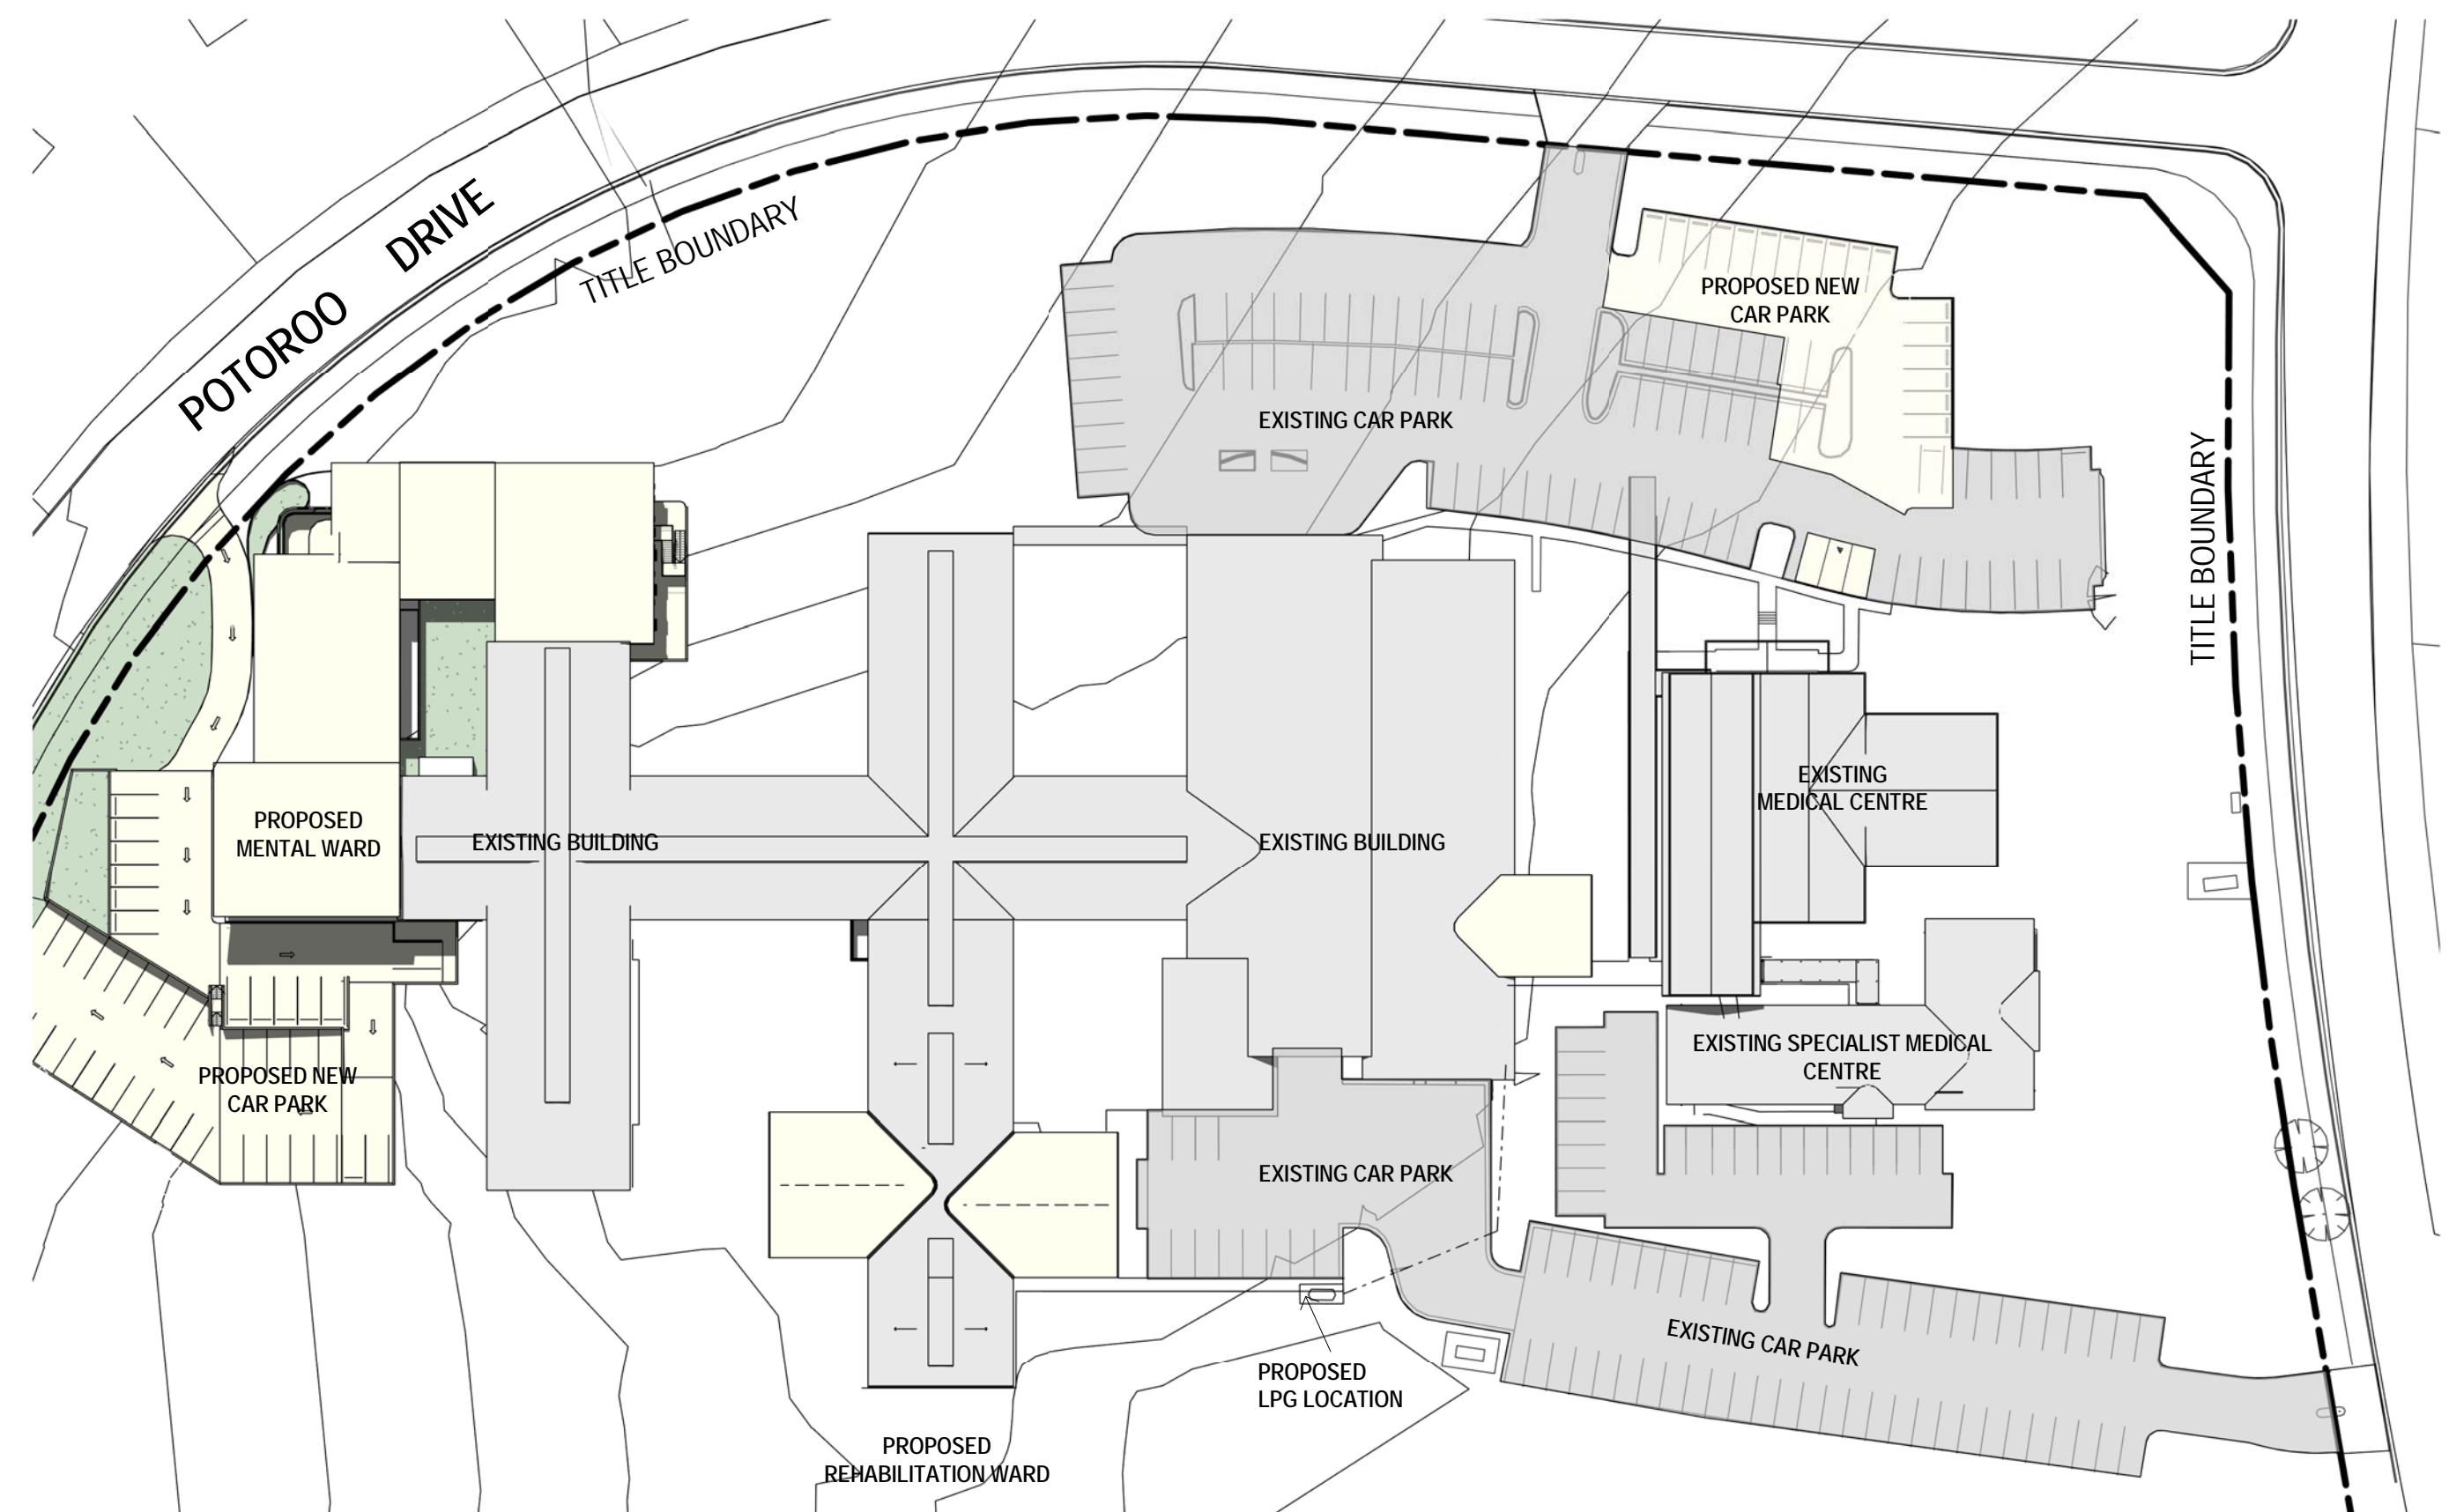 POTOROO DRIVE
TITLE BOUNDARY
PROPOSED NEW
CAR PARK
EXISTING CAR PARK
TITLE BOUNDARY
PROPOSED
MENTAL WARD
EXISTING BUILDING
EXISTING BUILDING
EXISTING
MEDICAL CENTRE
EXISTING SPECIALIST MEDICAL
CENTRE
PROPOSED NEW
CAR PARK
EXISTING CAR PARK
EXISTING CAR PARK
PROPOSED
LPG LOCATION
PROPOSED
REHABILITATION WARD